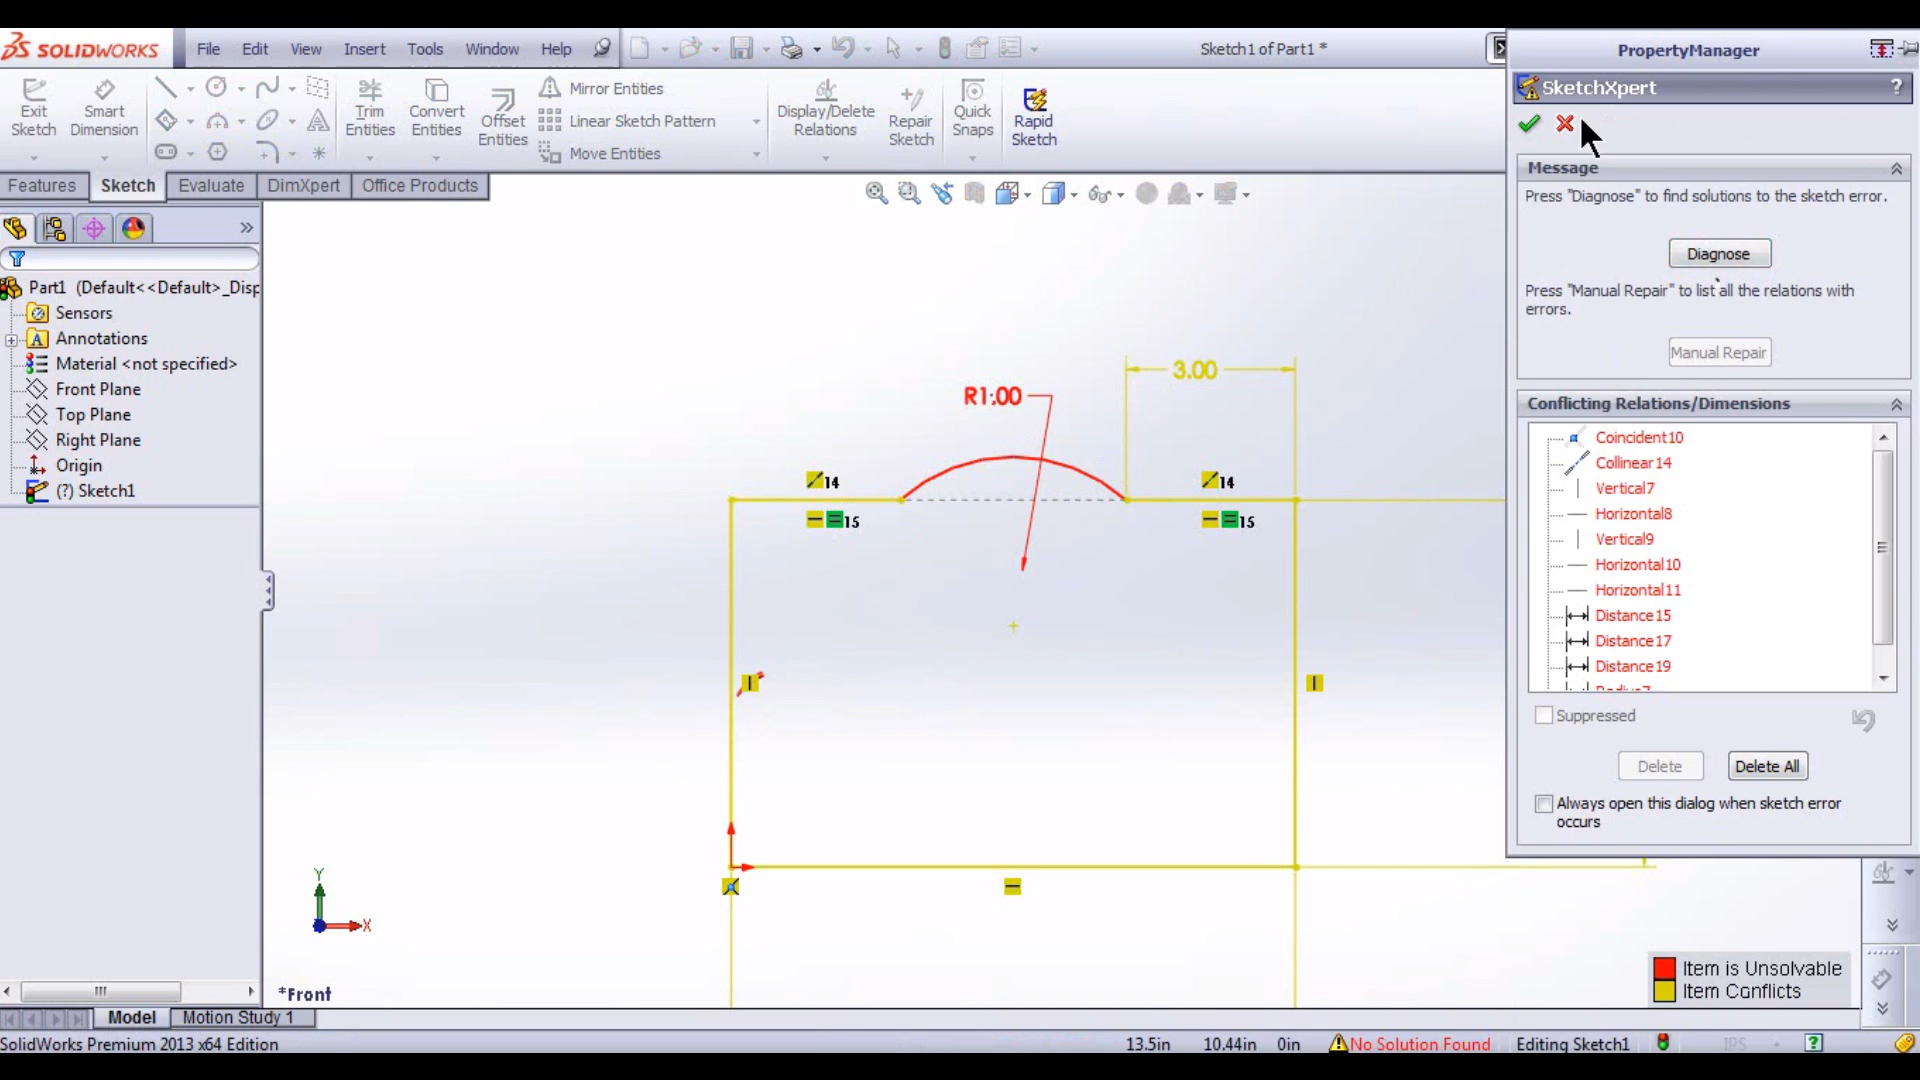 SOLIDWORKS
File Edit View Insert Tools Window Help
Sketch1 of Part1 *
PropertyManager
SketchXpert
?
Exit Sketch
Smart Dimension
Trim Entities
Convert Entities
Offset Entities
Mirror Entities
Linear Sketch Pattern
Move Entities
Display/Delete Relations
Repair Sketch
Quick Snaps
Rapid Sketch
Features Sketch Evaluate DimXpert Office Products
Message
Press "Diagnose" to find solutions to the sketch error.
Diagnose
Press "Manual Repair" to list all the relations with
errors.
Manual Repair
Part1 (Default<<Default>_Disp
Sensors
Annotations
Material <not specified>
Front Plane
Top Plane
Right Plane
Origin
(?) Sketch1
R1.00
3.00
14
14
15
15
Conflicting Relations/Dimensions
Coincident10
Collinear14
Vertical7
Horizontal8
Vertical9
Horizontal10
Horizontal11
Distance15
Distance17
Distance19
Suppressed
Delete Delete All
Always open this dialog when sketch error
occurs
Y
X
*Front
Item is Unsolvable
Item Conflicts
Model Motion Study 1
SolidWorks Premium 2013 x64 Edition
13.5in 10.44in 0in No Solution Found Editing Sketch1 IPS ?